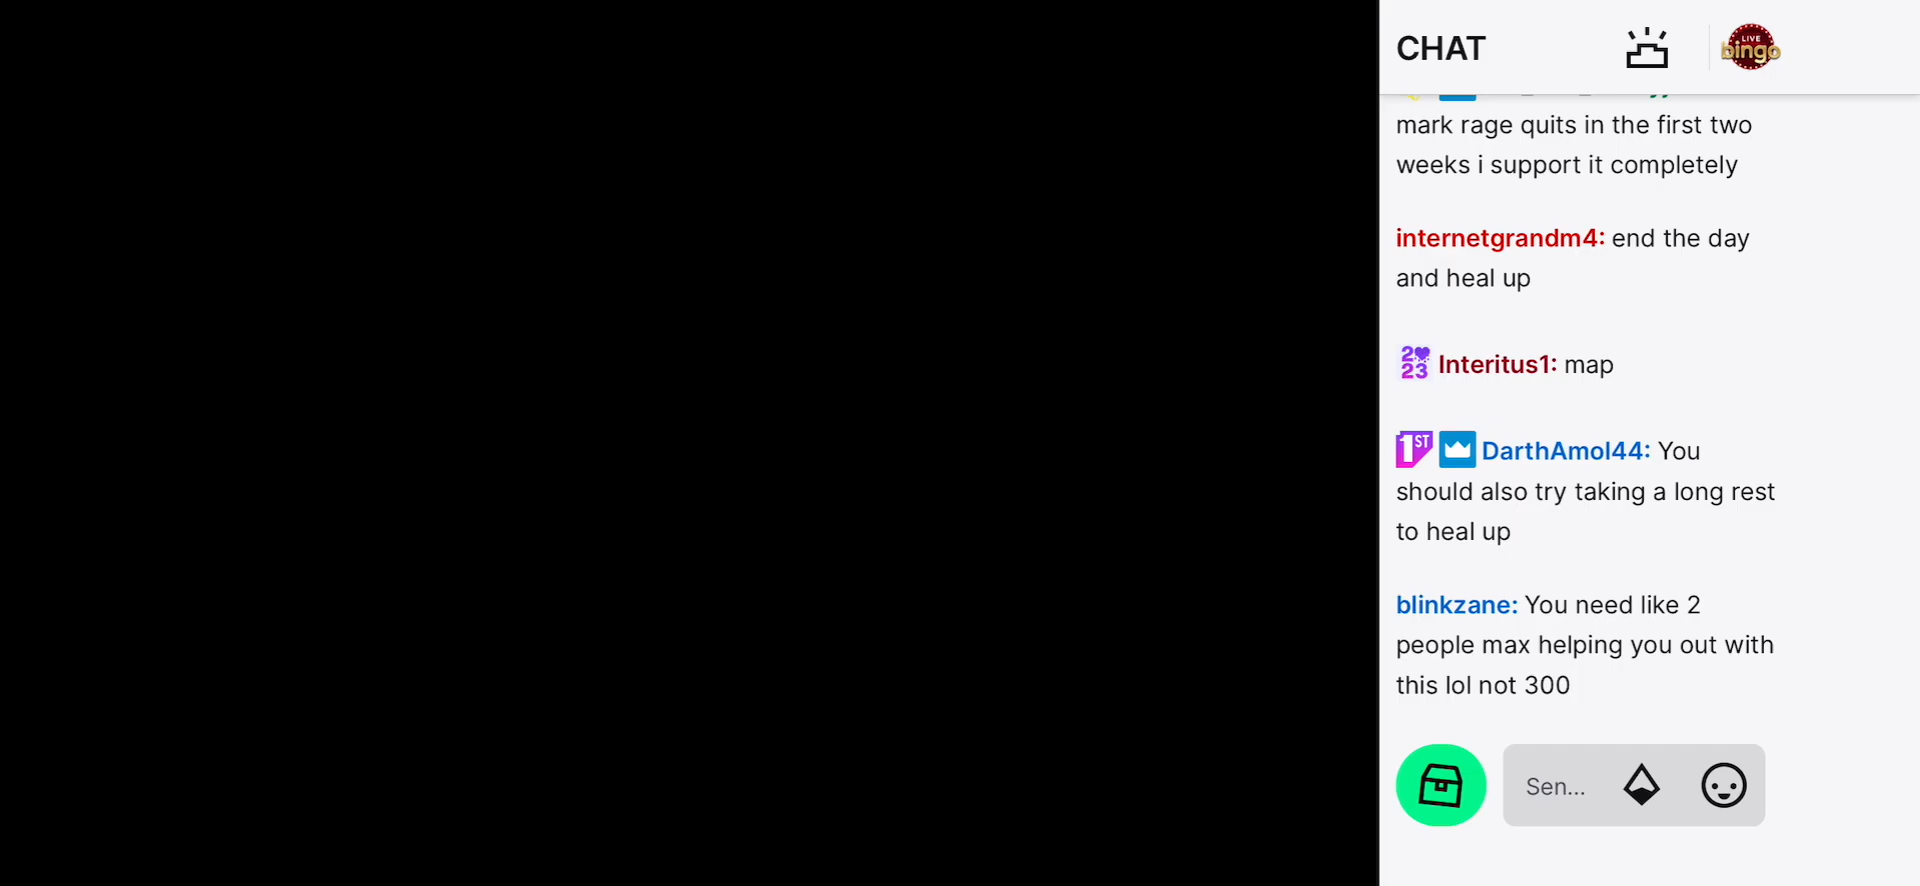 CHAT
LIVE
bingo
mark rage quits in the first two
weeks i support it completely
internetgrandm4: end the day
and heal up
2023
Interitus1: map
1ST DarthAmol44: You
should also try taking a long rest
to heal up
blinkzane: You need like 2
people max helping you out with
this lol not 300
Sen...